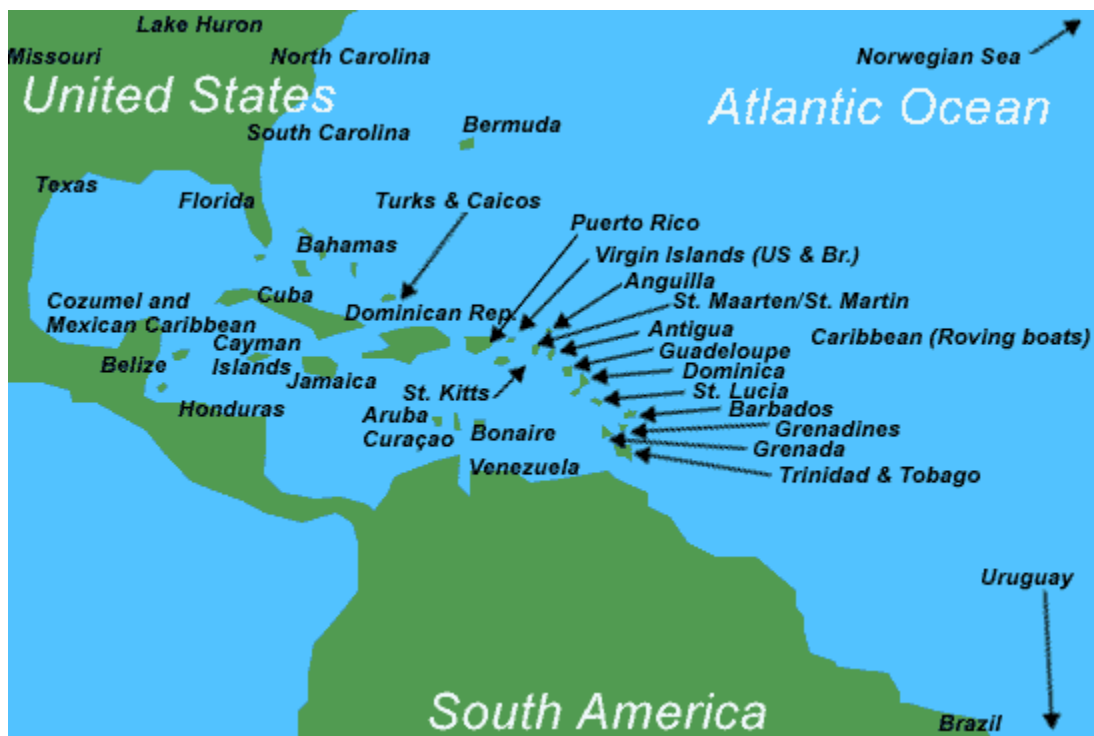 Lake Huron
Missouri
North Carolina
Norwegian Sea
United States
Atlantic Ocean
South Carolina
Bermuda
Texas
Florida
Turks & Caicos
Puerto Rico
Bahamas
Virgin Islands (US & Br.)
Anguilla
Cuba
Cozumel and
Mexican Caribbean
St. Maarten/St. Martin
Dominican Rep.
Antigua
Caribbean (Roving boats)
Cayman
Islands
Guadeloupe
Belize
Dominica
Jamaica
St. Kitts
St. Lucia
Honduras
Barbados
Aruba
Curaçao
Bonaire
Grenadines
Grenada
Venezuela
Trinidad & Tobago
Uruguay
South America
Brazil